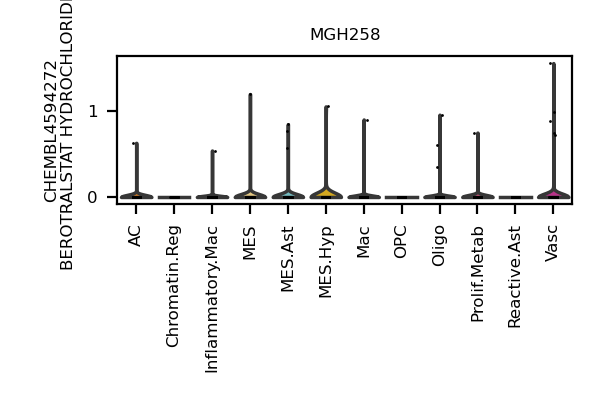 MGH258
CHEMBL4594272
BEROTRALSTAT HYDROCHLORID
1
0
AC
Chromatin.Reg
Inflammatory.Mac
MES
MES.Ast
MES.Hyp
Mac
OPC
Oligo
Prolif.Metab
Reactive.Ast
Vasc